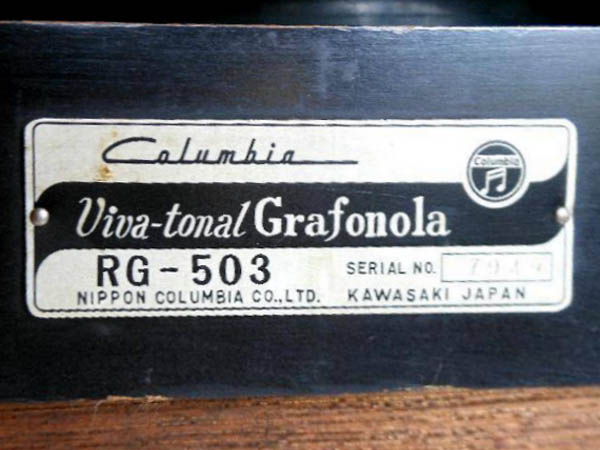 Columbia
Columbia
Viva-tonal Grafonola
RG-503
SERIAL NO.
NIPPON COLUMBIA CO.,LTD. KAWASAKI JAPAN